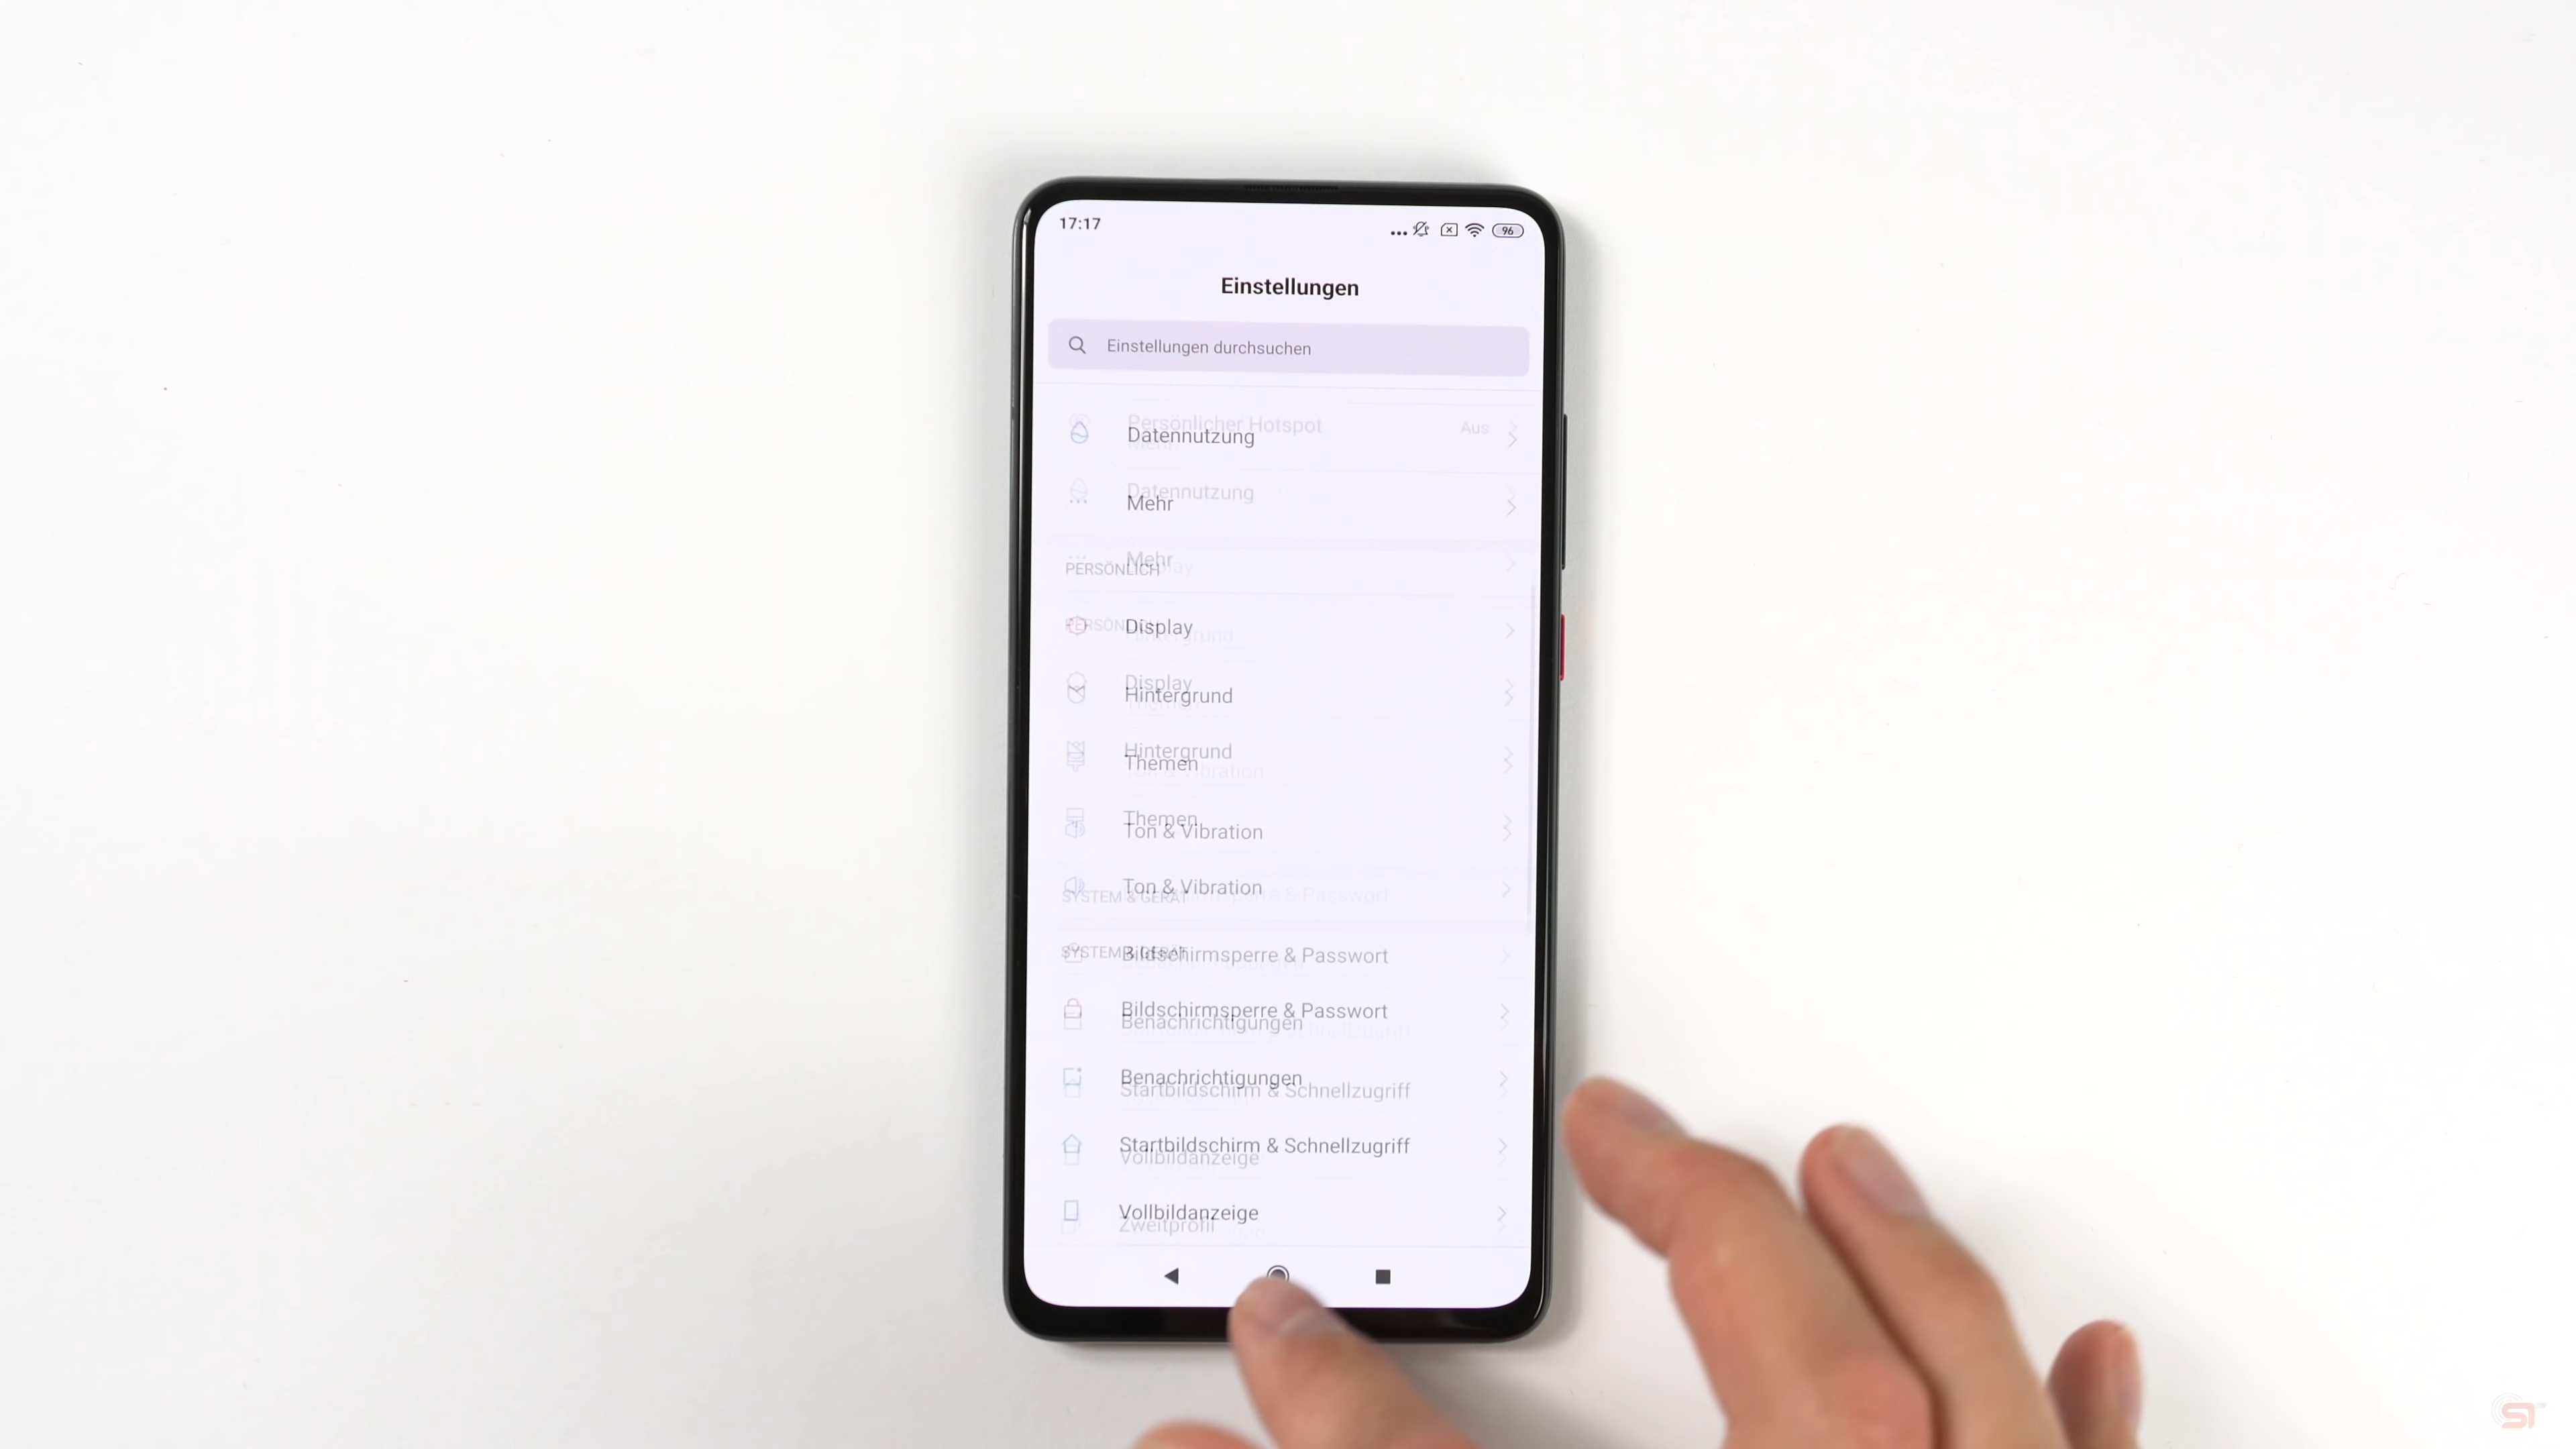 17:17
96
Einstellungen
Einstellungen durchsuchen
Persönlicher Hotspot Aus
Datennutzung
Datennutzung
Mehr
Mehr
PERSÖNLICH
Display
Display
Hintergrund
Hintergrund
Themen
Themen
Ton & Vibration
Ton & Vibration
SYSTEM & GERÄT
SYSTEM & GERÄT
Bildschirmsperre & Passwort
Bildschirmsperre & Passwort
Benachrichtigungen
Benachrichtigungen
Startbildschirm & Schnellzugriff
Startbildschirm & Schnellzugriff
Vollbildanzeige
Vollbildanzeige
Zweitprofil
ST